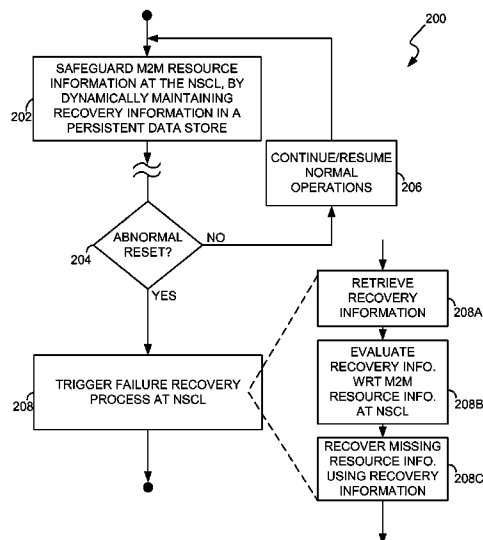 200
SAFEGUARD M2M RESOURCE
INFORMATION AT THE NSCL, BY
DYNAMICALLY MAINTAINING
RECOVERY INFORMATION IN A
PERSISTENT DATA STORE
202
CONTINUE/RESUME
NORMAL
OPERATIONS
206
ABNORMAL
RESET?
204
NO
YES
TRIGGER FAILURE RECOVERY
PROCESS AT NSCL
208
RETRIEVE
RECOVERY
INFORMATION
208A
EVALUATE
RECOVERY INFO.
WRT M2M
RESOURCE INFO.
AT NSCL
208B
RECOVER MISSING
RESOURCE INFO.
USING RECOVERY
INFORMATION
208C